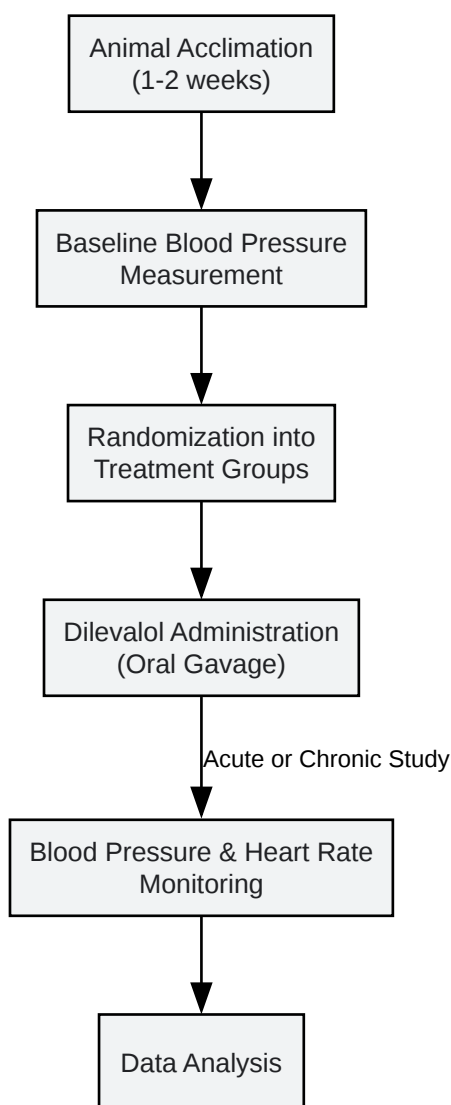 Animal Acclimation
(1-2 weeks)
Baseline Blood Pressure
Measurement
Randomization into
Treatment Groups
Dilevalol Administration
(Oral Gavage)
Acute or Chronic Study
Blood Pressure & Heart Rate
Monitoring
Data Analysis